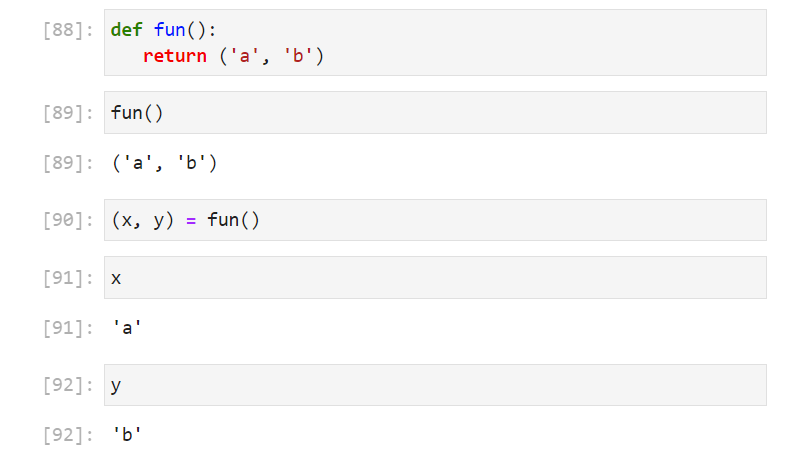 [88]: def fun():
   return ('a', 'b')
[89]: fun()
[89]: ('a', 'b')
[90]: (x, y) = fun()
[91]: x
[91]: 'a'
[92]: y
[92]: 'b'